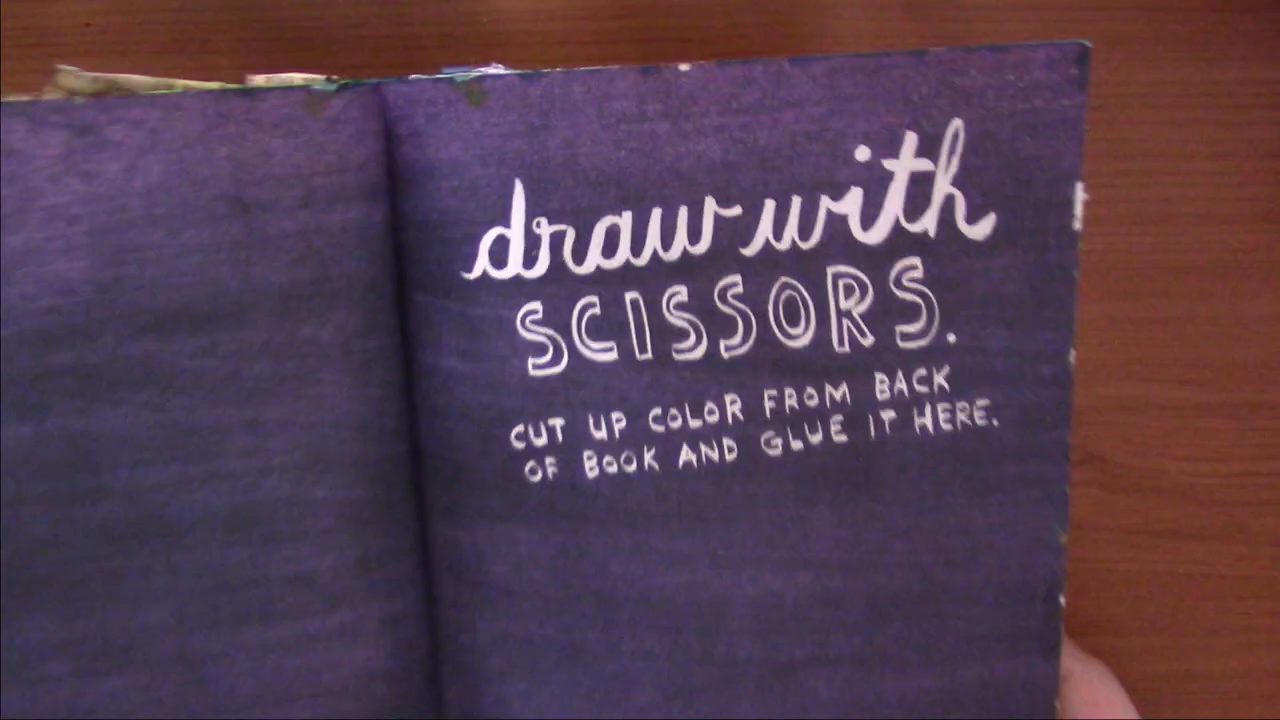 draw with
SCISSORS.
CUT UP COLOR FROM BACK
OF BOOK AND GLUE IT HERE.